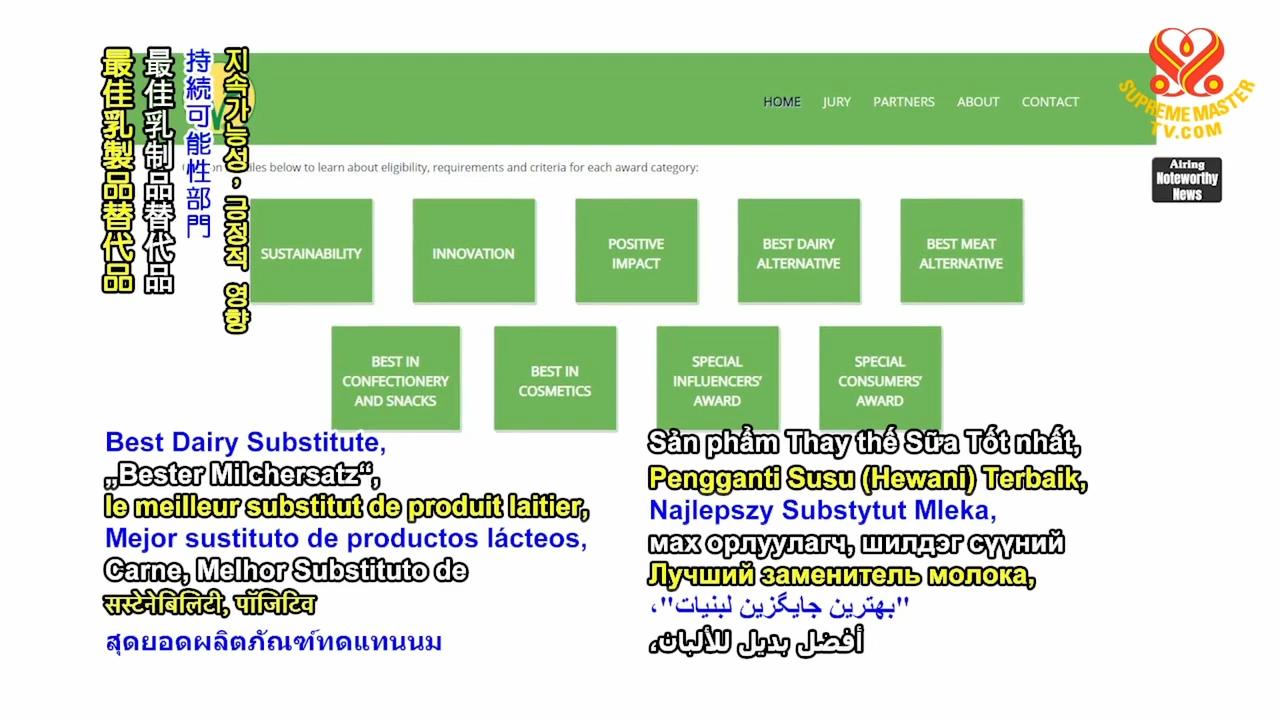 最佳乳製品替代品
最佳乳制品替代品
持続可能性部門
지속가능성, 긍정적 영향
HOME JURY PARTNERS ABOUT CONTACT
SUPREME MASTER
TV.COM
Airing
Noteworthy
News
below to learn about eligibility, requirements and criteria for each award category:
SUSTAINABILITY
INNOVATION
POSITIVE
IMPACT
BEST DAIRY
ALTERNATIVE
BEST MEAT
ALTERNATIVE
BEST IN
CONFECTIONERY
AND SNACKS
BEST IN
COSMETICS
SPECIAL
INFLUENCERS’
AWARD
SPECIAL
CONSUMERS’
AWARD
Best Dairy Substitute,
„Bester Milchersatz“,
le meilleur substitut de produit laitier,
Mejor sustituto de productos lácteos,
Carne, Melhor Substituto de
सस्टेनेबिलिटी, पॉजिटिव
สุดยอดผลิตภัณฑ์ทดแทนนม
Sản phẩm Thay thế Sữa Tốt nhất,
Pengganti Susu (Hewani) Terbaik,
Najlepszy Substytut Mleka,
мах орлуулагч, шилдэг сүүний
Лучший заменитель молока,
"بهترین جایگزین لبنیات"،
أفضل بديل للألبان،